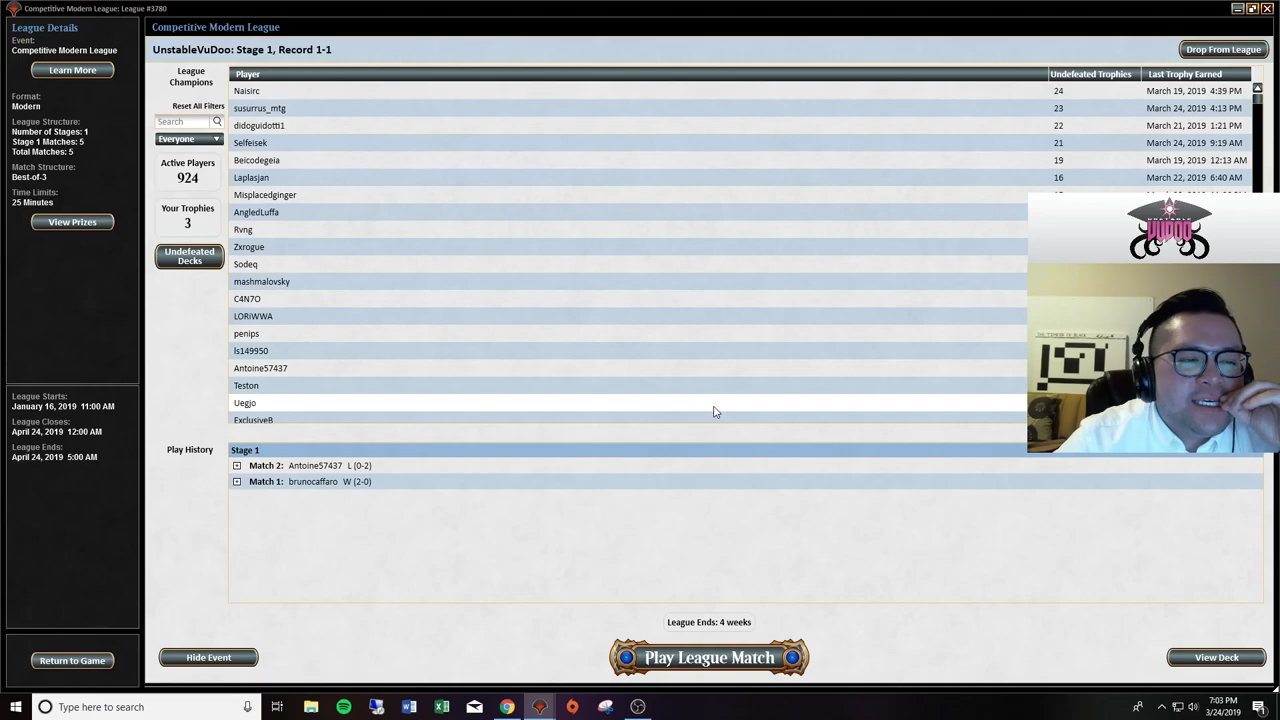 Competitive Modern League: League #3780
League Details
Event:
Competitive Modern League
Learn More
Format:
Modern
League Structure:
Number of Stages: 1
Stage 1 Matches: 5
Total Matches: 5
Match Structure:
Best-of-3
Time Limits:
25 Minutes
View Prizes
League Starts:
January 16, 2019 11:00 AM
League Closes:
April 24, 2019 12:00 AM
League Ends:
April 24, 2019 5:00 AM
Return to Game
Competitive Modern League
UnstableVuDoo: Stage 1, Record 1-1
Drop From League
League
Champions
Reset All Filters
Search
Everyone
Active Players
924
Your Trophies
3
Undefeated
Decks
Player Undefeated Trophies Last Trophy Earned
Naisirc 24 March 19, 2019 4:39 PM
susurrus_mtg 23 March 24, 2019 4:13 PM
didoguidotti1 22 March 21, 2019 1:21 PM
Selfeisek 21 March 24, 2019 9:19 AM
Beicodegeia 19 March 19, 2019 12:13 AM
Laplasjan 16 March 22, 2019 6:40 AM
Misplacedginger
AngledLuffa
Rvng
Zxrogue
Sodeq
mashmalovsky
C4N7O
LORiWWA
penips
ls149950
Antoine57437
Teston
Uegjo
ExclusiveB
UNSTABLE
VUDOO
Play History
Stage 1
Match 2: Antoine57437 L (0-2)
Match 1: brunocaffaro W (2-0)
League Ends: 4 weeks
Hide Event
Play League Match
View Deck
Type here to search
7:03 PM
3/24/2019